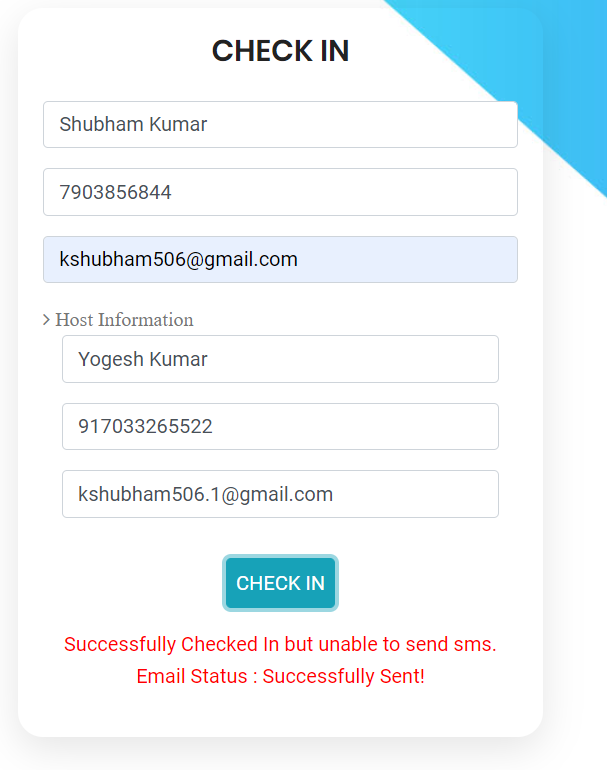 CHECK IN
Shubham Kumar
7903856844
kshubham506@gmail.com
> Host Information
Yogesh Kumar
917033265522
kshubham506.1@gmail.com
CHECK IN
Successfully Checked In but unable to send sms.
Email Status : Successfully Sent!